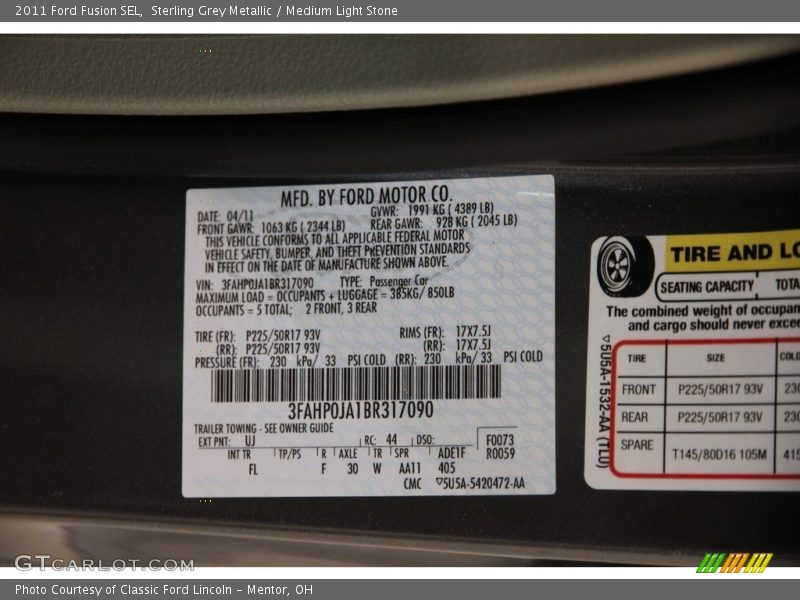 2011 Ford Fusion SEL, Sterling Grey Metallic / Medium Light Stone
MFD. BY FORD MOTOR CO.
DATE: 04/11 GVWR: 1991 KG ( 4389 LB)
FRONT GAWR: 1063 KG ( 2344 LB) REAR GAWR: 928 KG ( 2045 LB)
THIS VEHICLE CONFORMS TO ALL APPLICABLE FEDERAL MOTOR
VEHICLE SAFETY, BUMPER, AND THEFT PREVENTION STANDARDS
IN EFFECT ON THE DATE OF MANUFACTURE SHOWN ABOVE.
VIN: 3FAHP0JA1BR317090 TYPE: Passenger Car
MAXIMUM LOAD = OCCUPANTS + LUGGAGE = 385KG/ 850LB
OCCUPANTS = 5 TOTAL; 2 FRONT, 3 REAR
TIRE (FR): P225/50R17 93V RIMS (FR): 17X7.5J
(RR): P225/50R17 93V (RR): 17X7.5J
PRESSURE (FR): 230 kPa/ 33 PSI COLD (RR): 230 kPa/ 33 PSI COLD
3FAHP0JA1BR317090
TRAILER TOWING - SEE OWNER GUIDE
EXT PNT: UJ RC: 44 DSO: F0073
INT TR TP/PS R AXLE TR SPR ADE1F R0059
FL F 30 W AA11 405
CMC ▽5U5A-5420472-AA
TIRE AND LO
SEATING CAPACITY TOTA
The combined weight of occupan
and cargo should never excee
▽5U5A-1532-AA (TL0)
TIRE SIZE COLD
FRONT P225/50R17 93V 230
REAR P225/50R17 93V 230
SPARE T145/80D16 105M 415
GTCARLOT.COM
Photo Courtesy of Classic Ford Lincoln - Mentor, OH